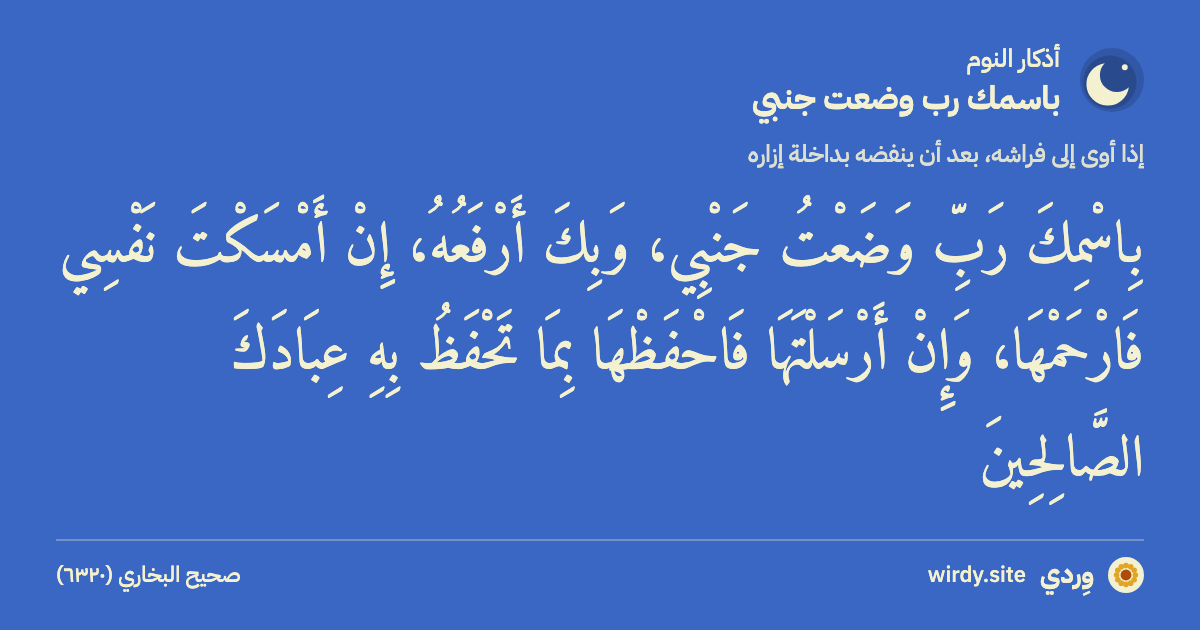 أذكار النوم
باسمك رب وضعت جنبي
إذا أوى إلى فراشه، بعد أن ينفضه بداخلة إزاره
بِاسْمِكَ رَبِّ وَضَعْتُ جَنْبِي، وَبِكَ أَرْفَعُهُ، إِنْ أَمْسَكْتَ نَفْسِي
فَارْحَمْهَا، وَإِنْ أَرْسَلْتَهَا فَاحْفَظْهَا بِمَا تَحْفَظُ بِهِ عِبَادَكَ
الصَّالِحِينَ
وِردي wirdy.site
صحيح البخاري (٦٣٢٠)